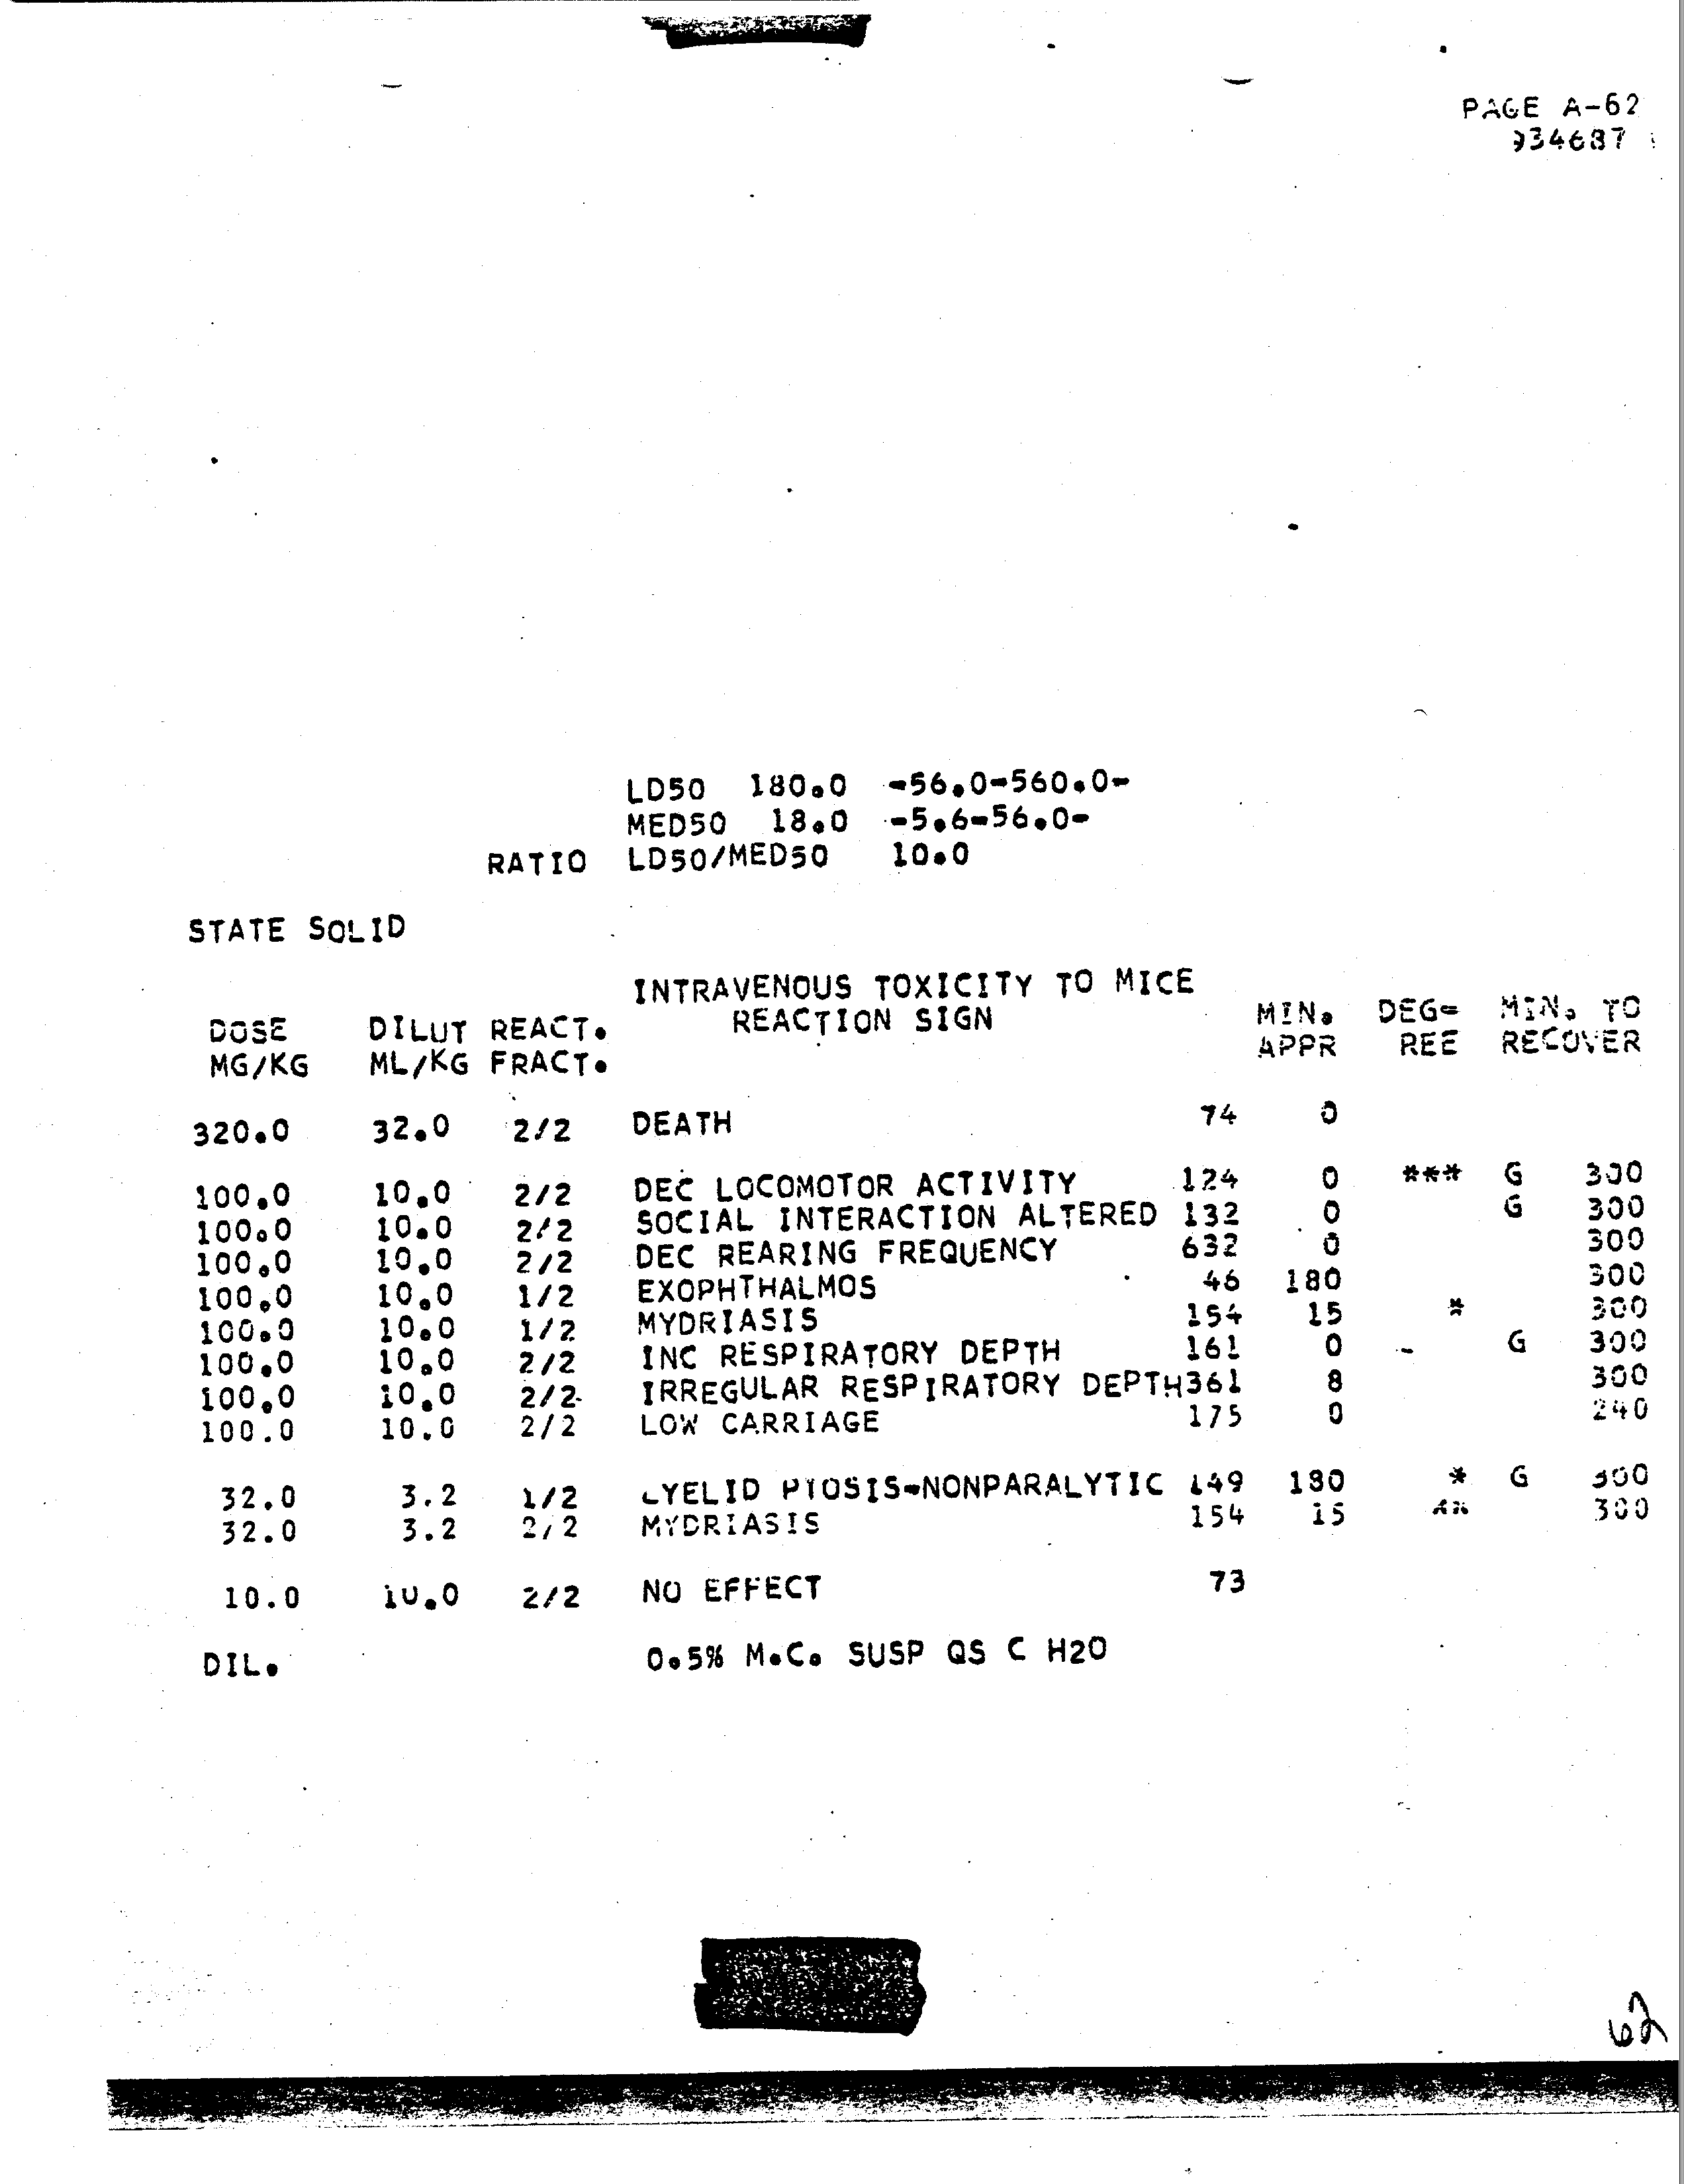 PAGE A-62
934687
LD50 180.0 -56.0-560.0-
MED50 18.0 -5.6-56.0-
RATIO LD50/MED50 10.0
STATE SOLID
INTRAVENOUS TOXICITY TO MICE
DOSE DILUT REACT. REACTION SIGN MIN. DEG= MIN. TO
MG/KG ML/KG FRACT. APPR REE RECOVER
320.0 32.0 2/2 DEATH 74 0
100.0 10.0 2/2 DEC LOCOMOTOR ACTIVITY 124 0 *** G 300
100.0 10.0 2/2 SOCIAL INTERACTION ALTERED 132 0 G 300
100.0 10.0 2/2 DEC REARING FREQUENCY 632 0 300
100.0 10.0 1/2 EXOPHTHALMOS 46 180 300
100.0 10.0 1/2 MYDRIASIS 154 15 * 300
100.0 10.0 2/2 INC RESPIRATORY DEPTH 161 0 G 300
100.0 10.0 2/2 IRREGULAR RESPIRATORY DEPTH361 8 300
100.0 10.0 2/2 LOW CARRIAGE 175 0 240
32.0 3.2 1/2 EYELID PTOSIS-NONPARALYTIC 149 180 * G 300
32.0 3.2 2/2 MYDRIASIS 154 15 ** 300
10.0 10.0 2/2 NO EFFECT 73
DIL. 0.5% M.C. SUSP QS C H2O
62